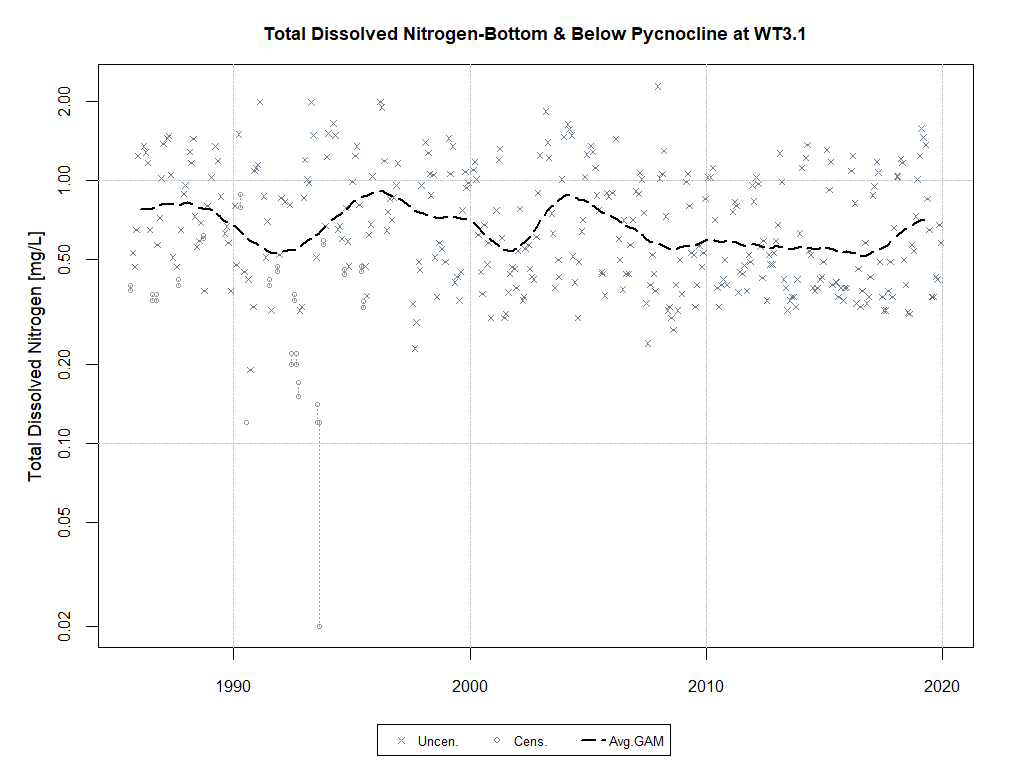 Total Dissolved Nitrogen-Bottom & Below Pycnocline at WT3.1
Total Dissolved Nitrogen [mg/L]
2.00
1.00
0.50
0.20
0.10
0.05
0.02
1990 2000 2010 2020
Uncen. Cens. Avg.GAM